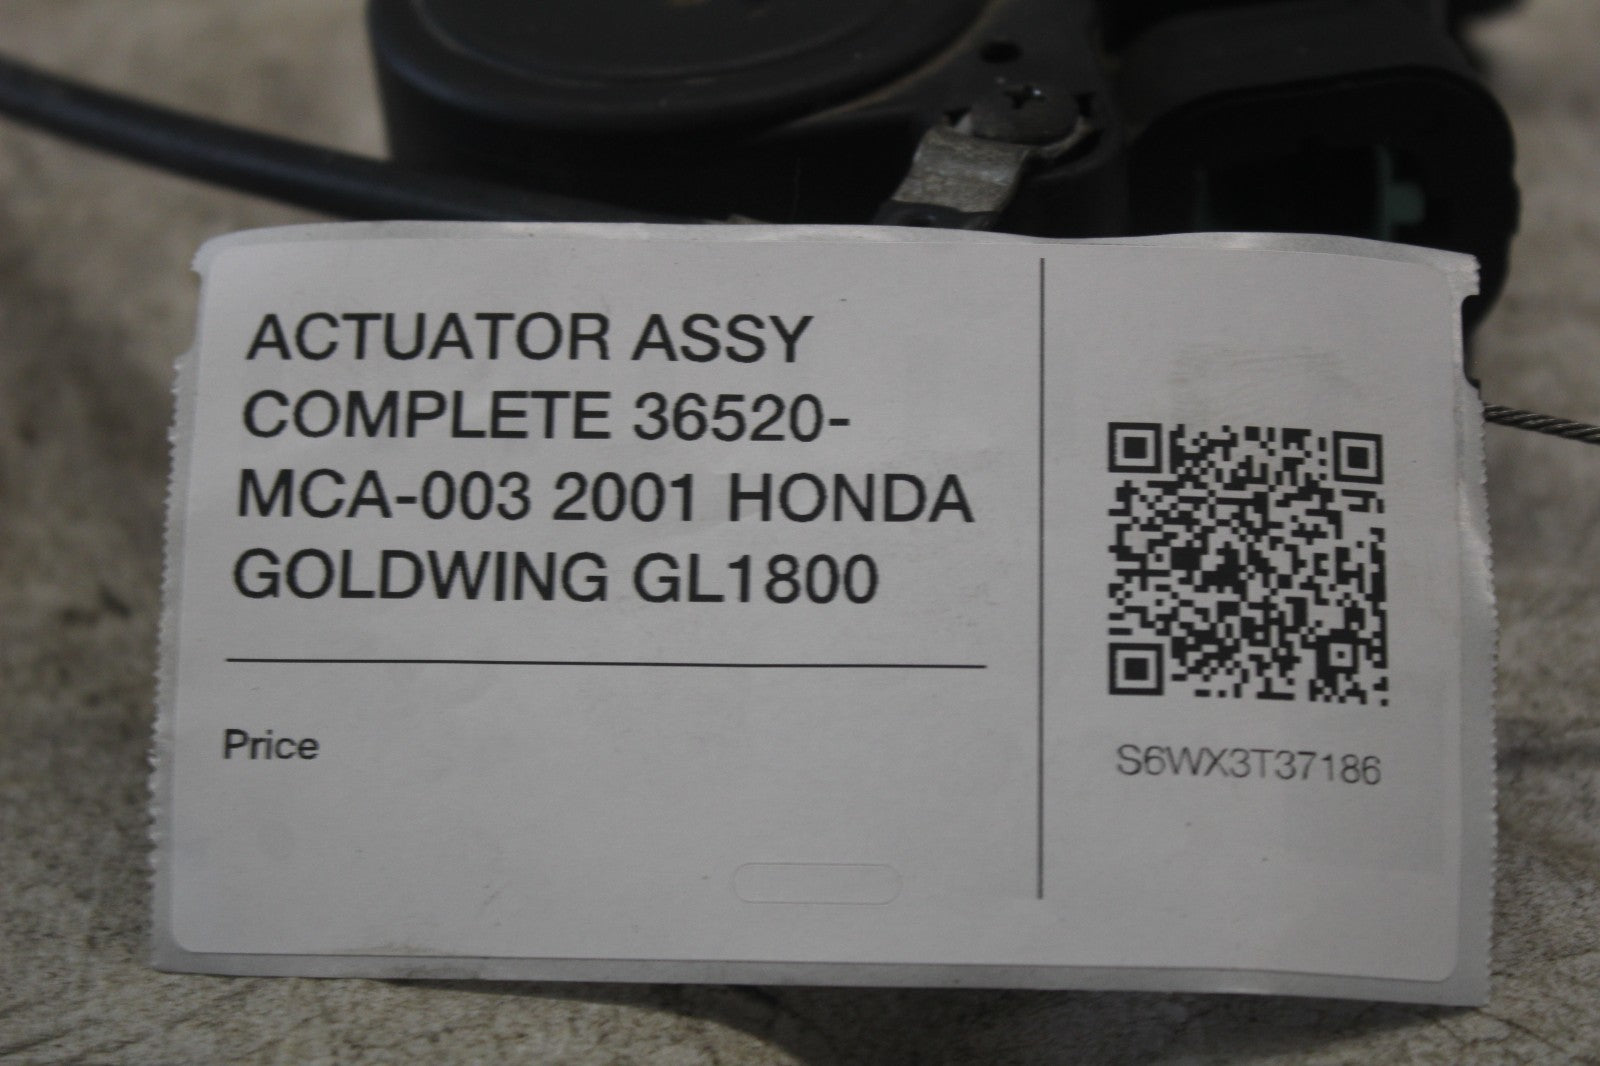 ACTUATOR ASSY
COMPLETE 36520-
MCA-003 2001 HONDA
GOLDWING GL1800
Price
S6WX3T37186